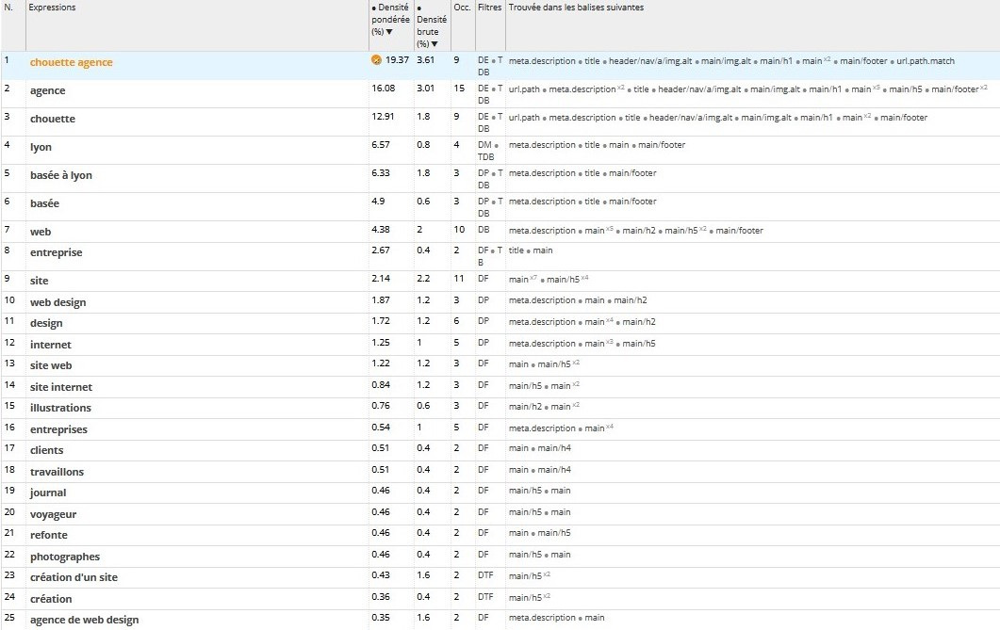 N. Expressions • Densité pondérée (%) ▼ • Densité brute (%) ▼ Occ. Filtres Trouvée dans les balises suivantes
1 chouette agence 19.37 3.61 9 DE • TDB meta.description • title • header/nav/a/img.alt • main/img.alt • main/h1 • main x2 • main/footer • url.path.match
2 agence 16.08 3.01 15 DE • TDB url.path • meta.description x2 • title • header/nav/a/img.alt • main/img.alt • main/h1 • main x5 • main/h5 • main/footer x2
3 chouette 12.91 1.8 9 DE • TDB url.path • meta.description • title • header/nav/a/img.alt • main/img.alt • main/h1 • main x2 • main/footer
4 lyon 6.57 0.8 4 DM • TDB meta.description • title • main • main/footer
5 basée à lyon 6.33 1.8 3 DP • TDB meta.description • title • main/footer
6 basée 4.9 0.6 3 DP • TDB meta.description • title • main/footer
7 web 4.38 2 10 DB meta.description • main x5 • main/h2 • main/h5 x2 • main/footer
8 entreprise 2.67 0.4 2 DF • TB title • main
9 site 2.14 2.2 11 DF main x7 • main/h5 x4
10 web design 1.87 1.2 3 DP meta.description • main • main/h2
11 design 1.72 1.2 6 DP meta.description • main x4 • main/h2
12 internet 1.25 1 5 DP meta.description • main x3 • main/h5
13 site web 1.22 1.2 3 DF main • main/h5 x2
14 site internet 0.84 1.2 3 DF main/h5 • main x2
15 illustrations 0.76 0.6 3 DF main/h2 • main x2
16 entreprises 0.54 1 5 DF meta.description • main x4
17 clients 0.51 0.4 2 DF main • main/h4
18 travaillons 0.51 0.4 2 DF main • main/h4
19 journal 0.46 0.4 2 DF main/h5 • main
20 voyageur 0.46 0.4 2 DF main/h5 • main
21 refonte 0.46 0.4 2 DF main • main/h5
22 photographes 0.46 0.4 2 DF main/h5 • main
23 création d'un site 0.43 1.6 2 DTF main/h5 x2
24 création 0.36 0.4 2 DTF main/h5 x2
25 agence de web design 0.35 1.6 2 DF meta.description • main